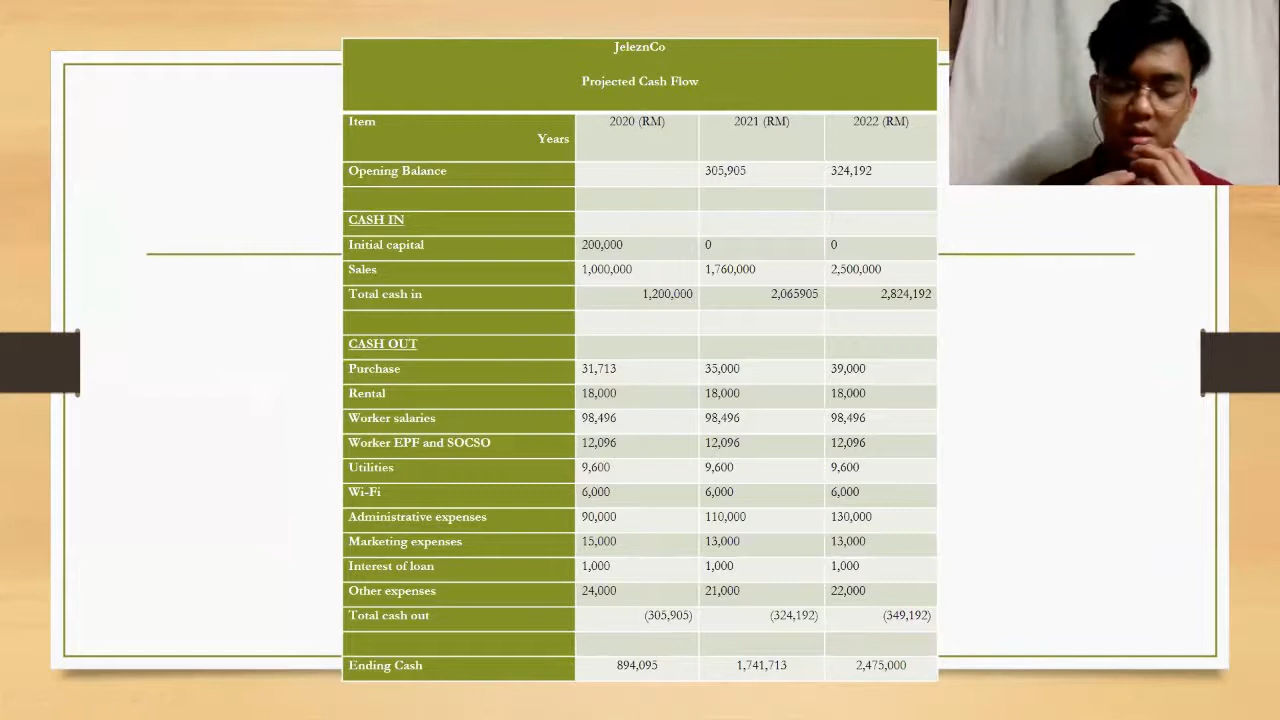 JeleznCo
Projected Cash Flow
Item 2020 (RM) 2021 (RM) 2022 (RM)
Years
Opening Balance 305,905 324,192
CASH IN
Initial capital 200,000 0 0
Sales 1,000,000 1,760,000 2,500,000
Total cash in 1,200,000 2,065905 2,824,192
CASH OUT
Purchase 31,713 35,000 39,000
Rental 18,000 18,000 18,000
Worker salaries 98,496 98,496 98,496
Worker EPF and SOCSO 12,096 12,096 12,096
Utilities 9,600 9,600 9,600
Wi-Fi 6,000 6,000 6,000
Administrative expenses 90,000 110,000 130,000
Marketing expenses 15,000 13,000 13,000
Interest of loan 1,000 1,000 1,000
Other expenses 24,000 21,000 22,000
Total cash out (305,905) (324,192) (349,192)
Ending Cash 894,095 1,741,713 2,475,000